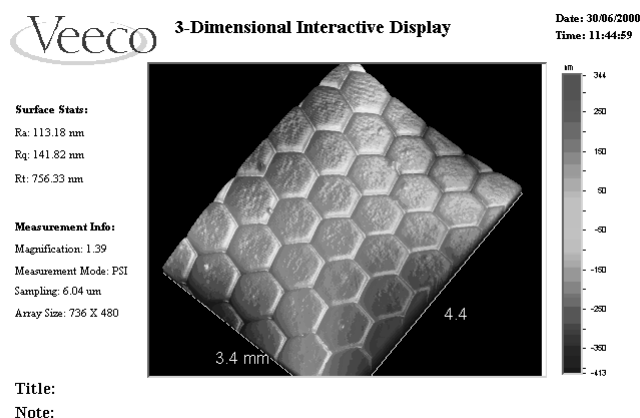 Veeco
3-Dimensional Interactive Display
Date: 30/06/2000
Time: 11:44:59
Surface Stats:
Ra: 113.18 nm
Rq: 141.82 nm
Rt: 756.33 nm
Measurement Info:
Magnification: 1.39
Measurement Mode: PSI
Sampling: 6.04 um
Array Size: 736 X 480
nm
344
250
150
50
-50
-150
-250
-350
-413
4.4
3.4 mm
Title:
Note: